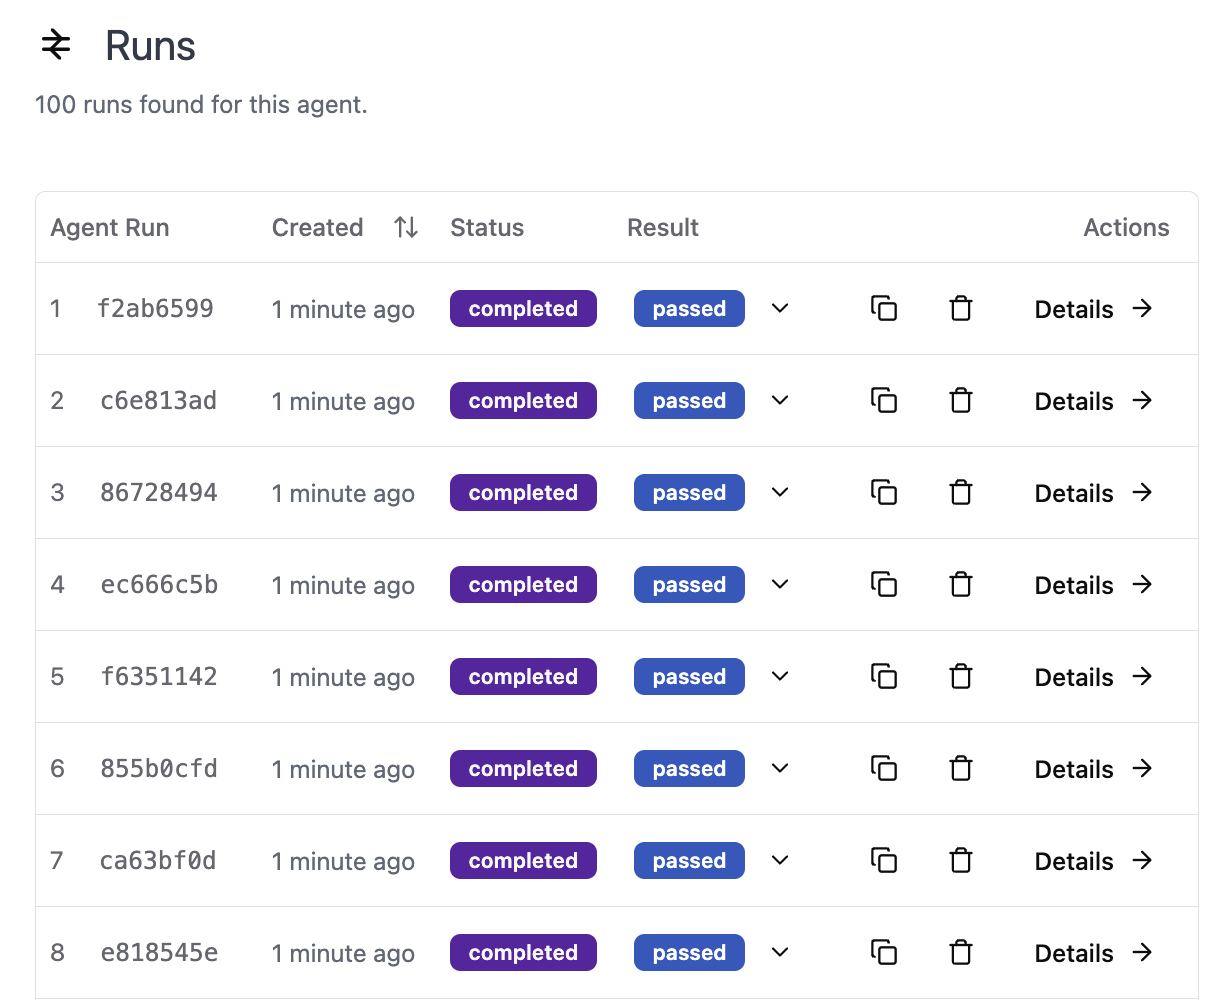 Runs
100 runs found for this agent.
Agent Run Created Status Result Actions
1 f2ab6599 1 minute ago completed passed Details
2 c6e813ad 1 minute ago completed passed Details
3 86728494 1 minute ago completed passed Details
4 ec666c5b 1 minute ago completed passed Details
5 f6351142 1 minute ago completed passed Details
6 855b0cfd 1 minute ago completed passed Details
7 ca63bf0d 1 minute ago completed passed Details
8 e818545e 1 minute ago completed passed Details